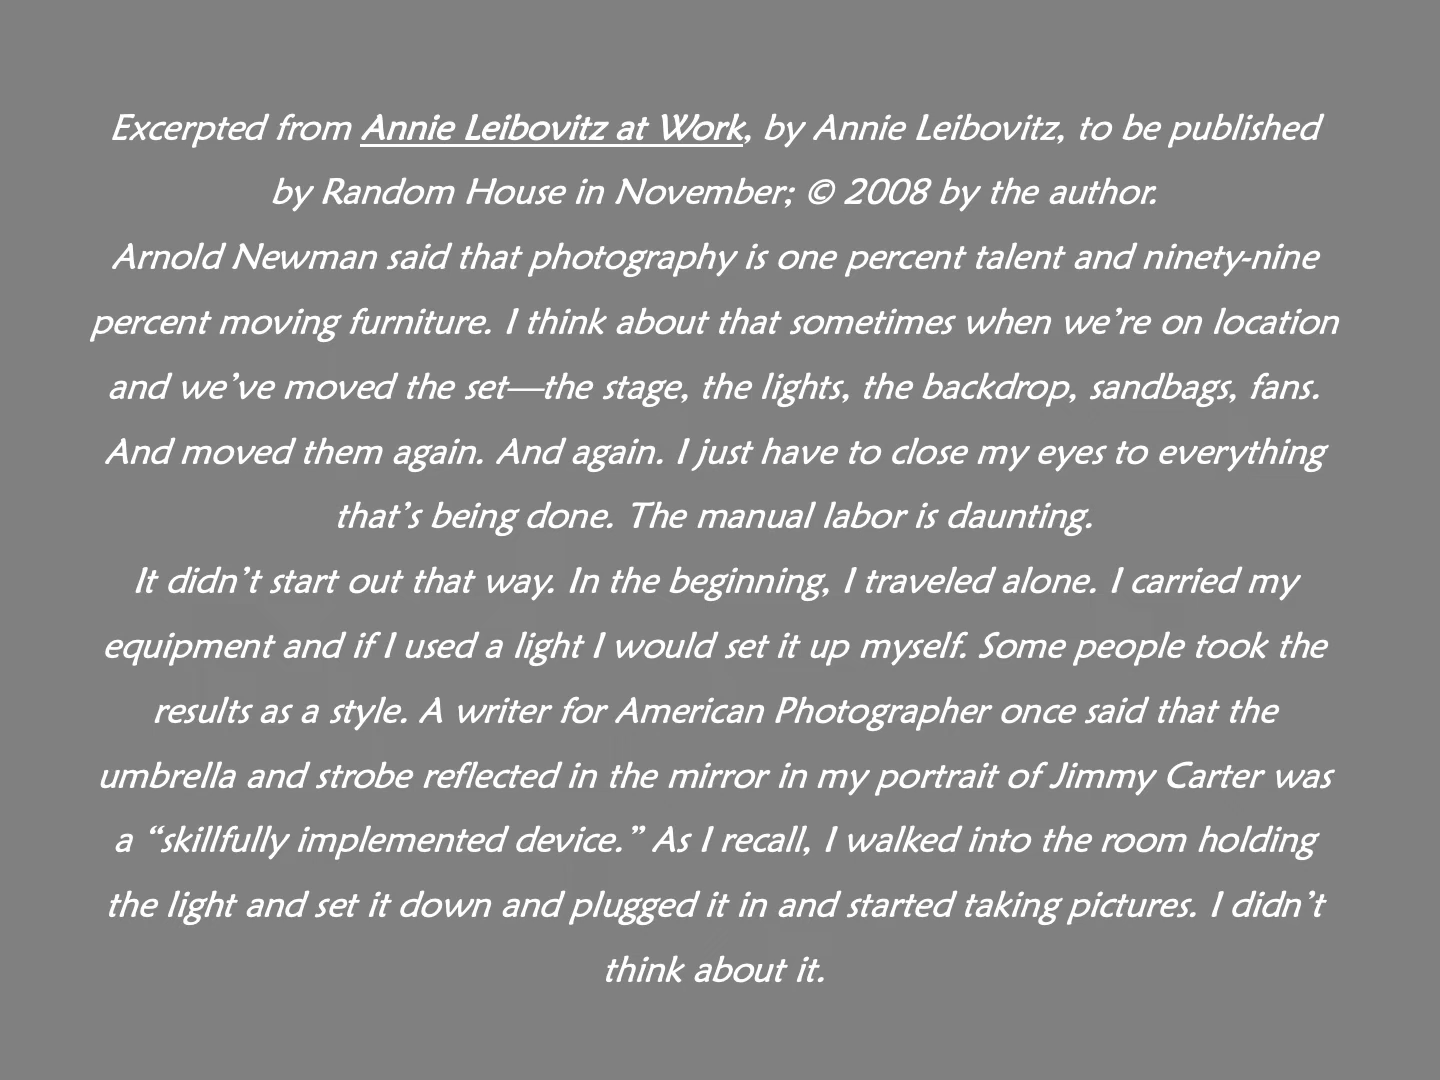 Excerpted from Annie Leibovitz at Work, by Annie Leibovitz, to be published
by Random House in November; © 2008 by the author.
Arnold Newman said that photography is one percent talent and ninety-nine
percent moving furniture. I think about that sometimes when we’re on location
and we’ve moved the set—the stage, the lights, the backdrop, sandbags, fans.
And moved them again. And again. I just have to close my eyes to everything
that’s being done. The manual labor is daunting.
It didn’t start out that way. In the beginning, I traveled alone. I carried my
equipment and if I used a light I would set it up myself. Some people took the
results as a style. A writer for American Photographer once said that the
umbrella and strobe reflected in the mirror in my portrait of Jimmy Carter was
a “skillfully implemented device.” As I recall, I walked into the room holding
the light and set it down and plugged it in and started taking pictures. I didn’t
think about it.